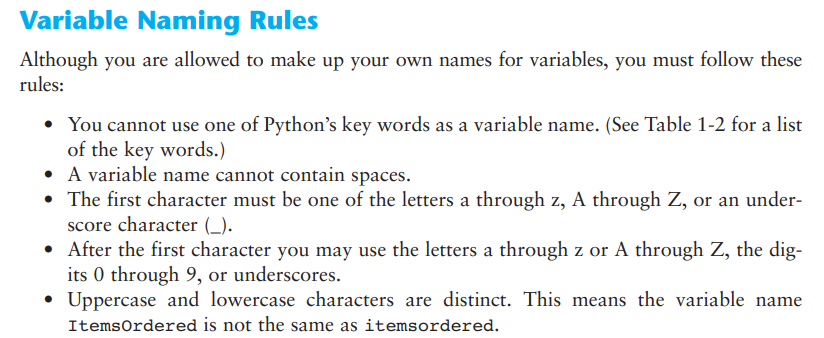 Variable Naming Rules
Although you are allowed to make up your own names for variables, you must follow these
rules:
• You cannot use one of Python’s key words as a variable name. (See Table 1-2 for a list
of the key words.)
• A variable name cannot contain spaces.
• The first character must be one of the letters a through z, A through Z, or an under-
score character (_).
• After the first character you may use the letters a through z or A through Z, the dig-
its 0 through 9, or underscores.
• Uppercase and lowercase characters are distinct. This means the variable name
ItemsOrdered is not the same as itemsordered.